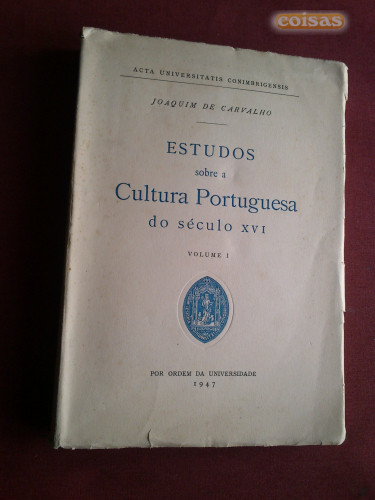 coisas
ACTA UNIVERSITATIS CONIMBRIGENSIS
JOAQUIM DE CARVALHO
ESTUDOS
sobre a
Cultura Portuguesa
do século XVI
VOLUME I
POR ORDEM DA UNIVERSIDADE
1947